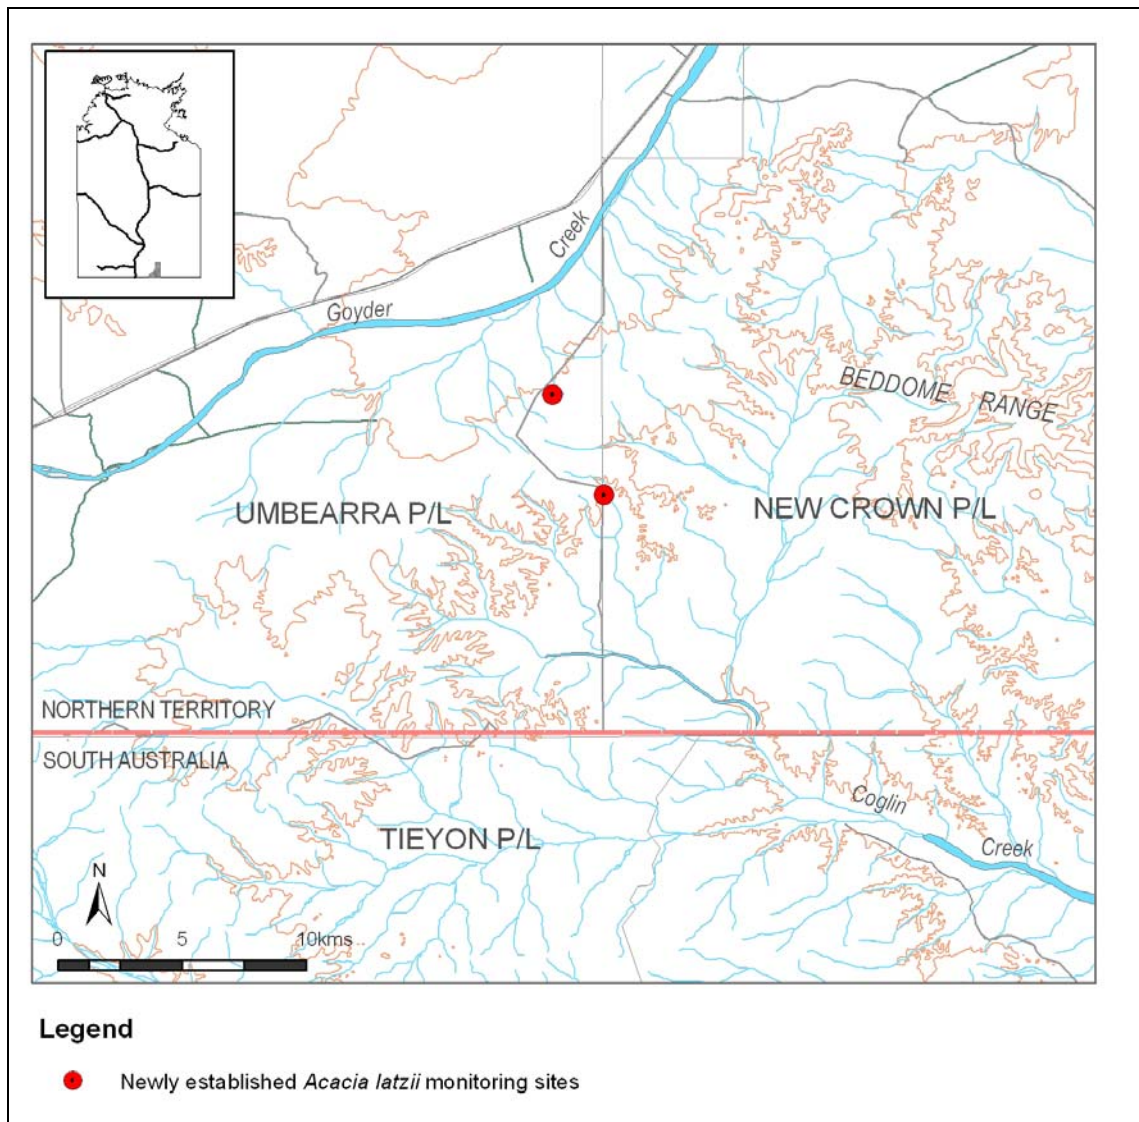 Creek
Goyder
BEDDOME RANGE
UMBEARRA P/L
NEW CROWN P/L
NORTHERN TERRITORY
SOUTH AUSTRALIA
Coglin
TIEYON P/L
Creek
N
0 5 10kms
Legend
Newly established Acacia latzii monitoring sites